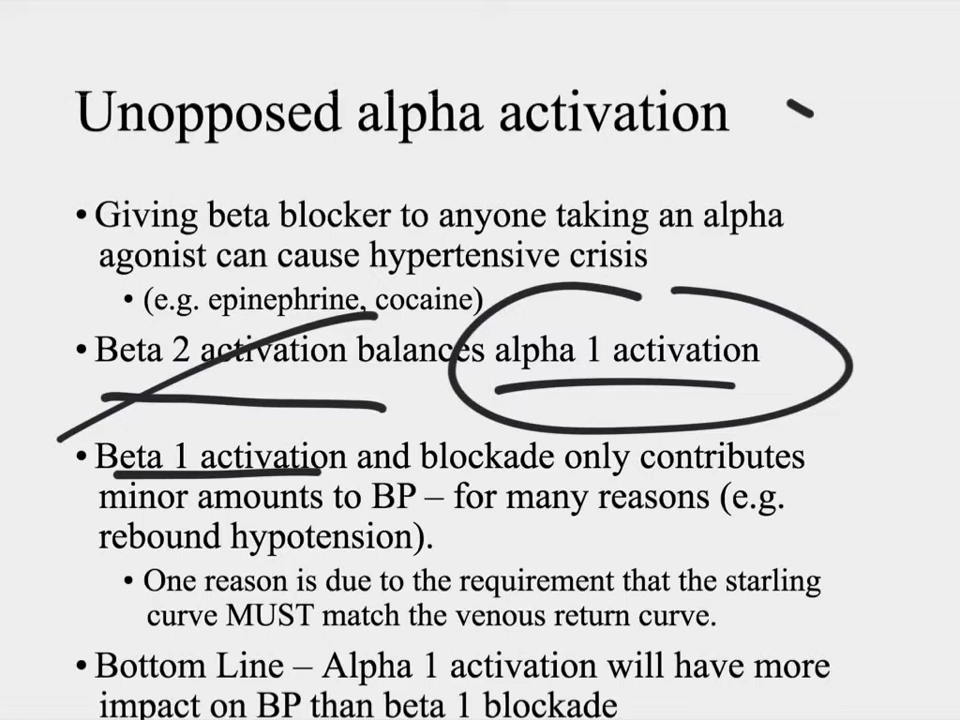 Unopposed alpha activation
• Giving beta blocker to anyone taking an alpha
agonist can cause hypertensive crisis
• (e.g. epinephrine, cocaine)
• Beta 2 activation balances alpha 1 activation
• Beta 1 activation and blockade only contributes
minor amounts to BP – for many reasons (e.g.
rebound hypotension).
• One reason is due to the requirement that the starling
curve MUST match the venous return curve.
• Bottom Line – Alpha 1 activation will have more
impact on BP than beta 1 blockade